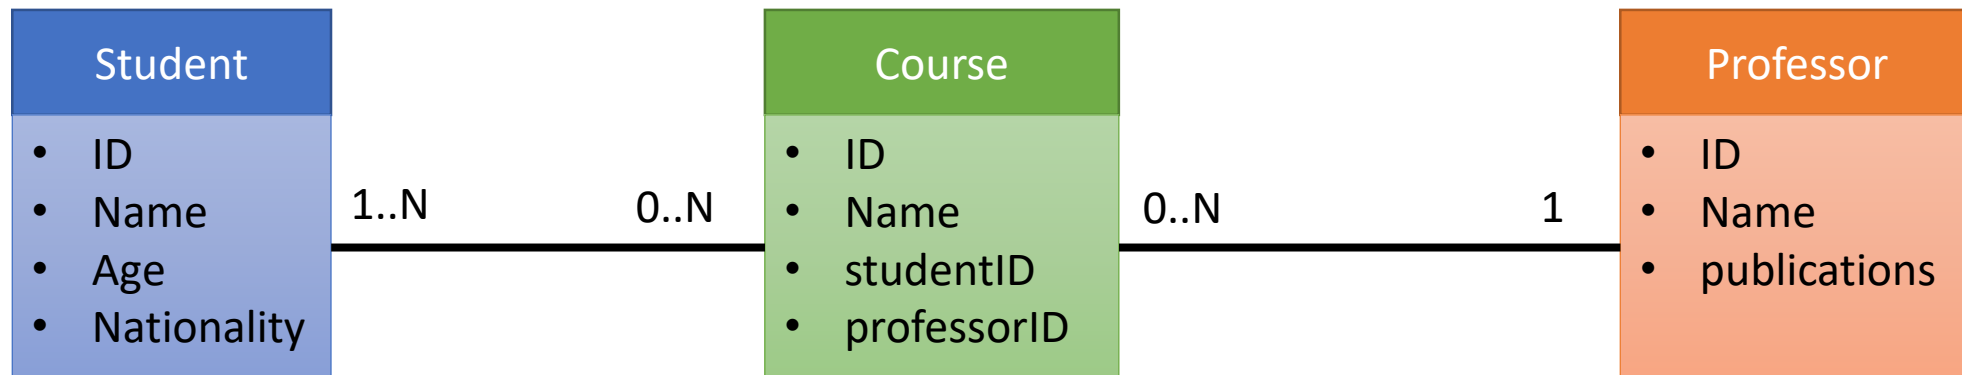 Student
• ID
• Name
• Age
• Nationality
1..N
0..N
Course
• ID
• Name
• studentID
• professorID
0..N
1
Professor
• ID
• Name
• publications